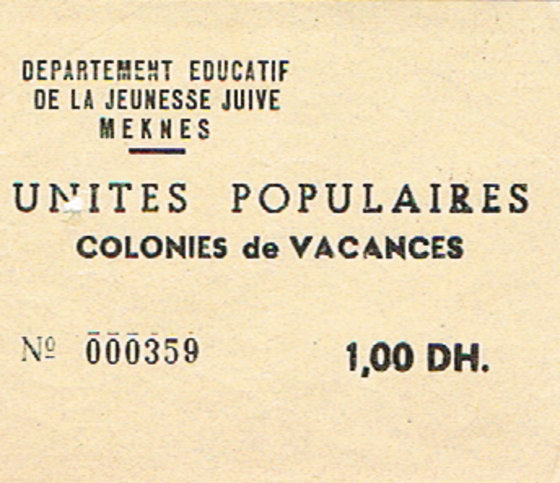 DEPARTEMENT EDUCATIF
DE LA JEUNESSE JUIVE
MEKNES
UNITES POPULAIRES
COLONIES de VACANCES
Nº 000359
1,00 DH.